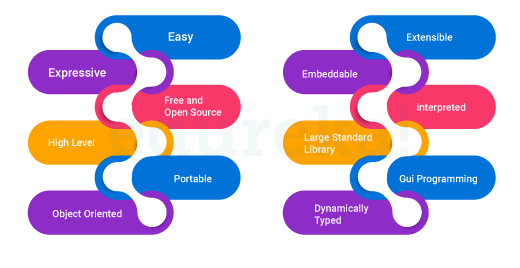 Easy
Expressive
Free and
Open Source
High Level
Portable
Object Oriented
Extensible
Embeddable
Interpreted
Large Standard
Library
Gui Programming
Dynamically
Typed
edureka!